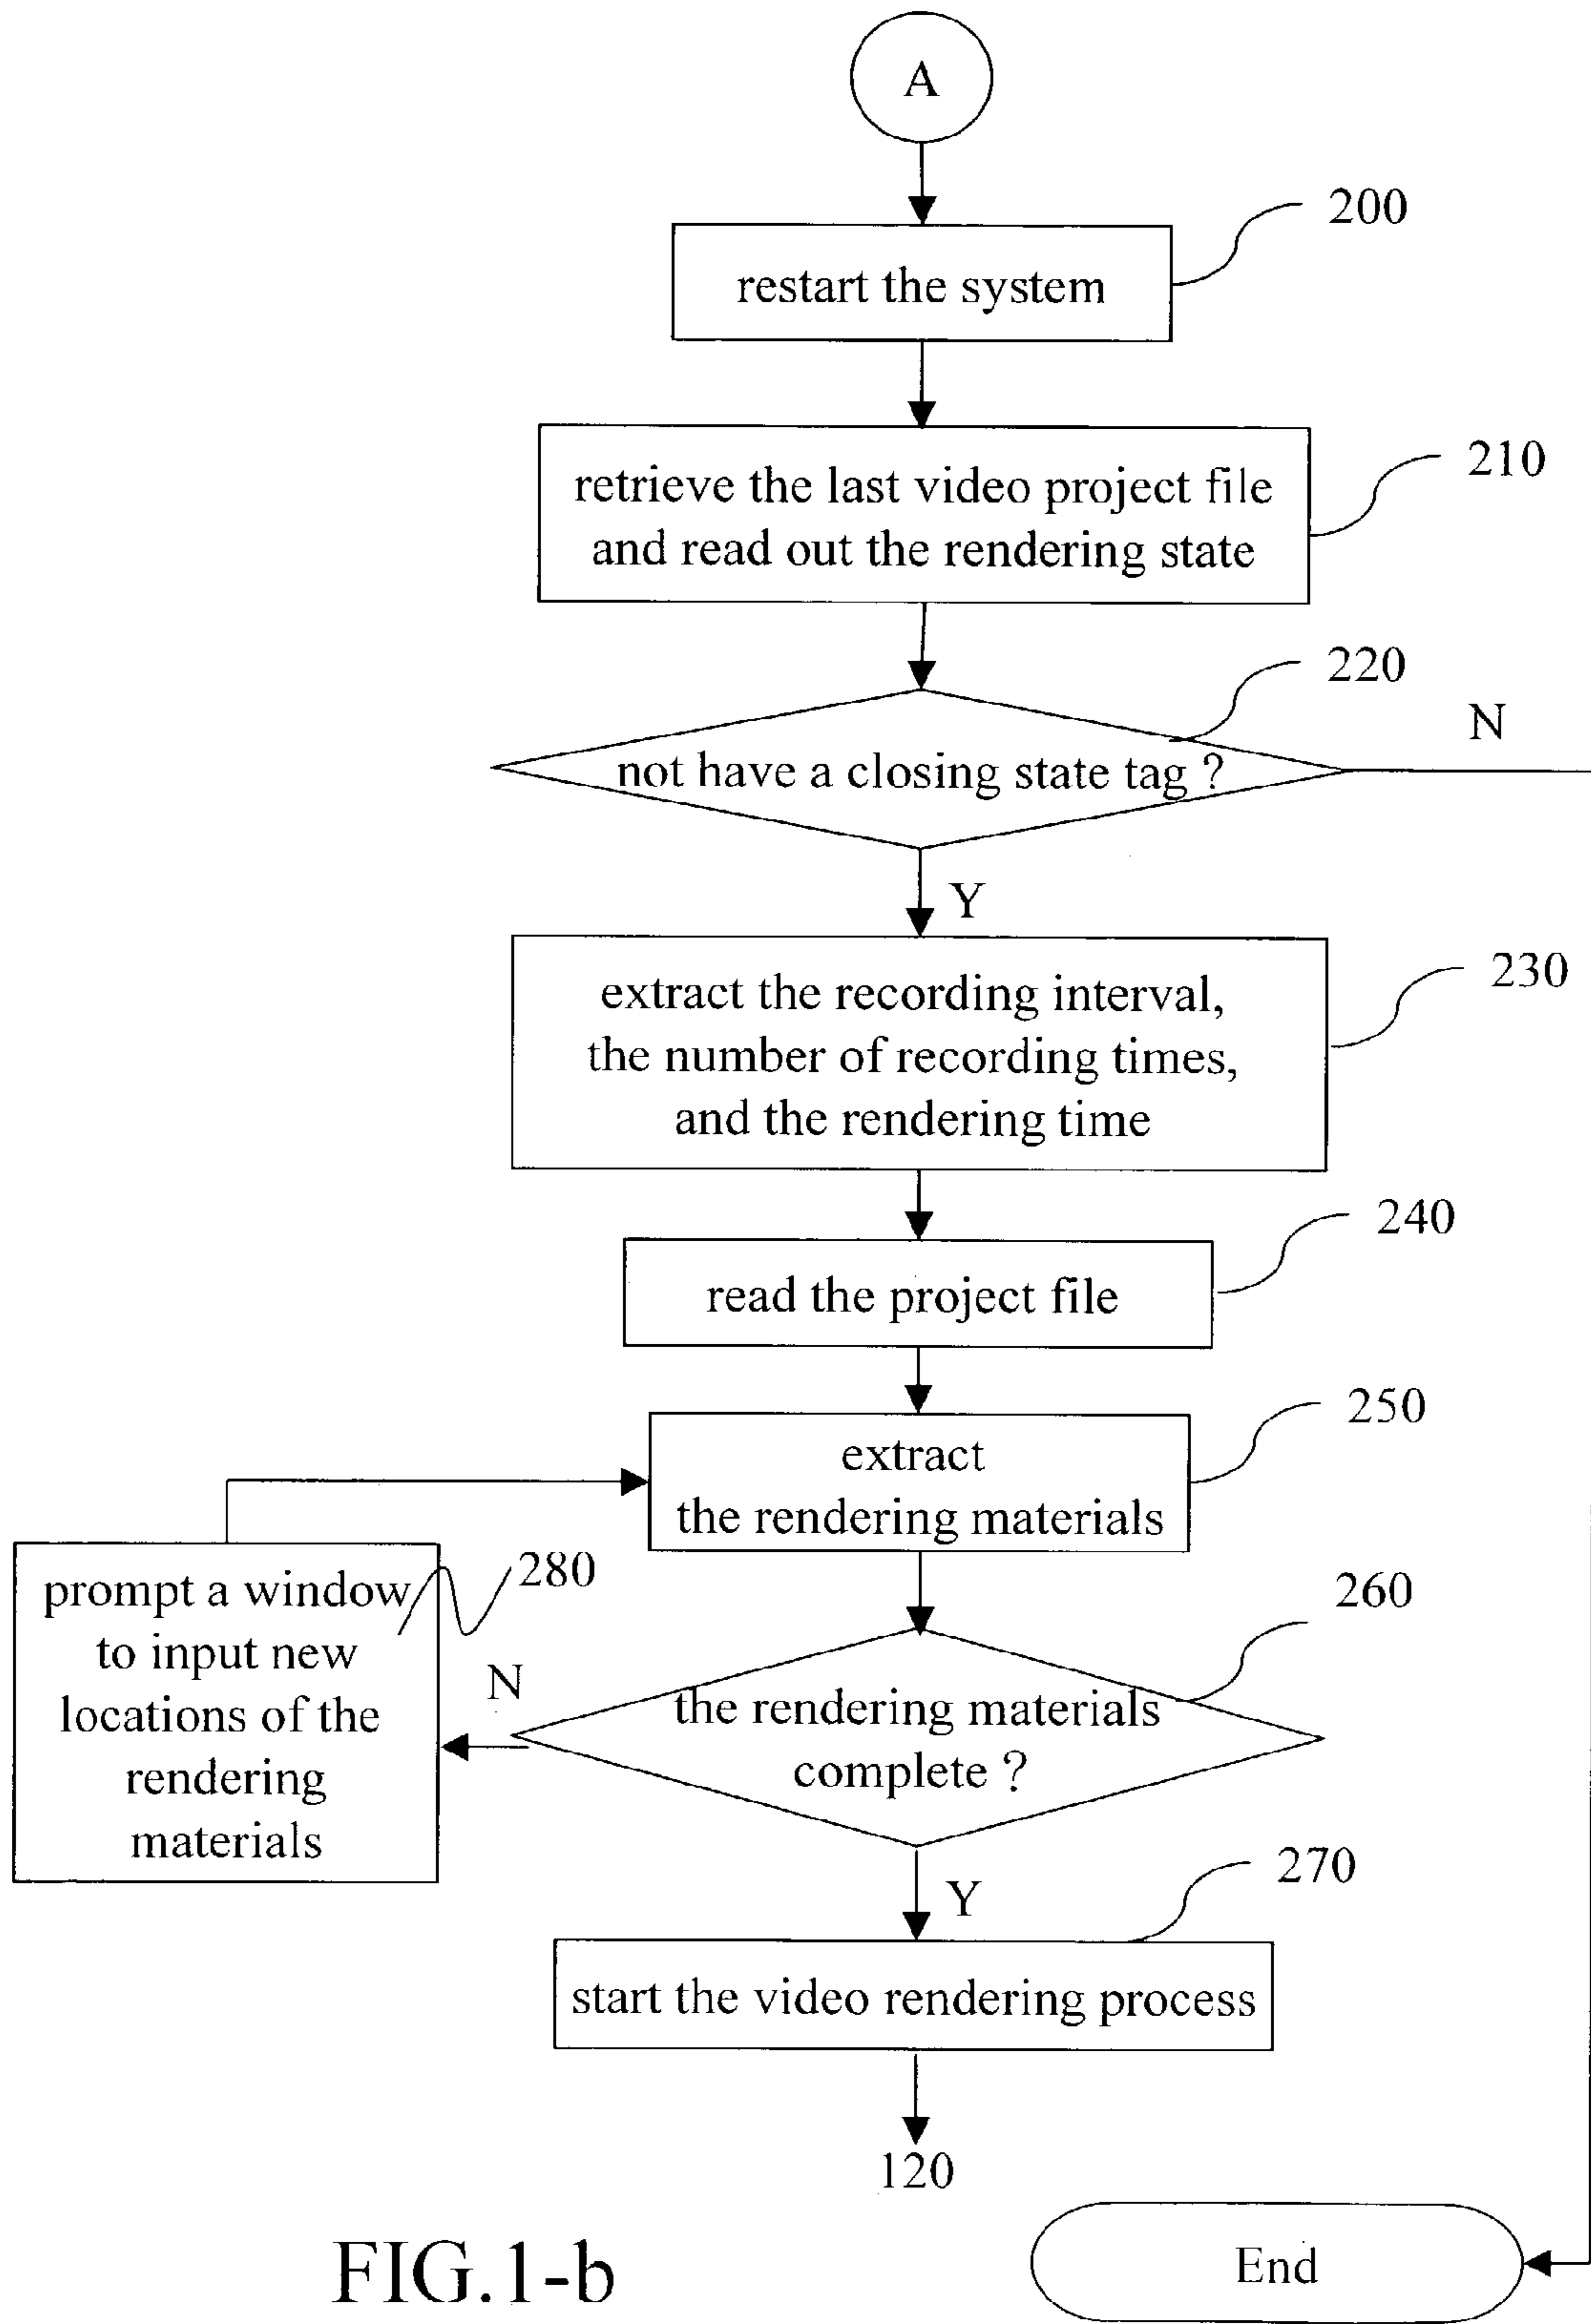 A
200
restart the system
210
retrieve the last video project file
and read out the rendering state
220
N
not have a closing state tag ?
Y
230
extract the recording interval,
the number of recording times,
and the rendering time
240
read the project file
250
extract
the rendering materials
280
prompt a window
to input new
locations of the
rendering
materials
260
N
the rendering materials
complete ?
270
Y
start the video rendering process
120
End
FIG.1-b